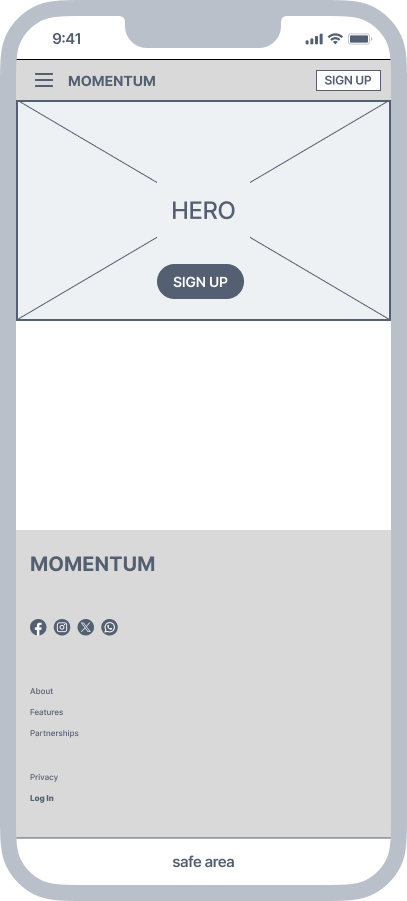 9:41
MOMENTUM
SIGN UP
HERO
SIGN UP
MOMENTUM
About
Features
Partnerships
Privacy
Log In
safe area